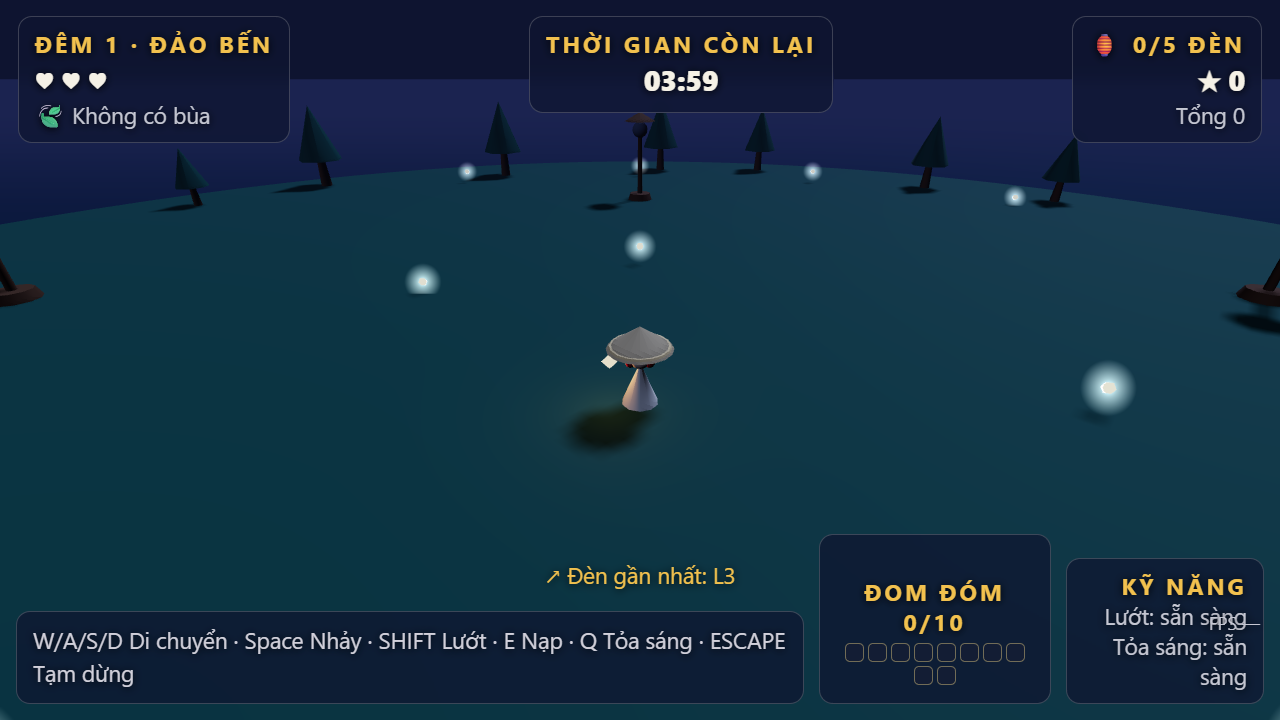 ĐÊM 1 · ĐẢO BẾN
Không có bùa
THỜI GIAN CÒN LẠI
03:59
0/5 ĐÈN
★ 0
Tổng 0
↗ Đèn gần nhất: L3
W/A/S/D Di chuyển · Space Nhảy · SHIFT Lướt · E Nạp · Q Tỏa sáng · ESCAPE
Tạm dừng
ĐOM ĐÓM
0/10
KỸ NĂNG
Lướt: sẵn sàng
FPS —
Tỏa sáng: sẵn
sàng